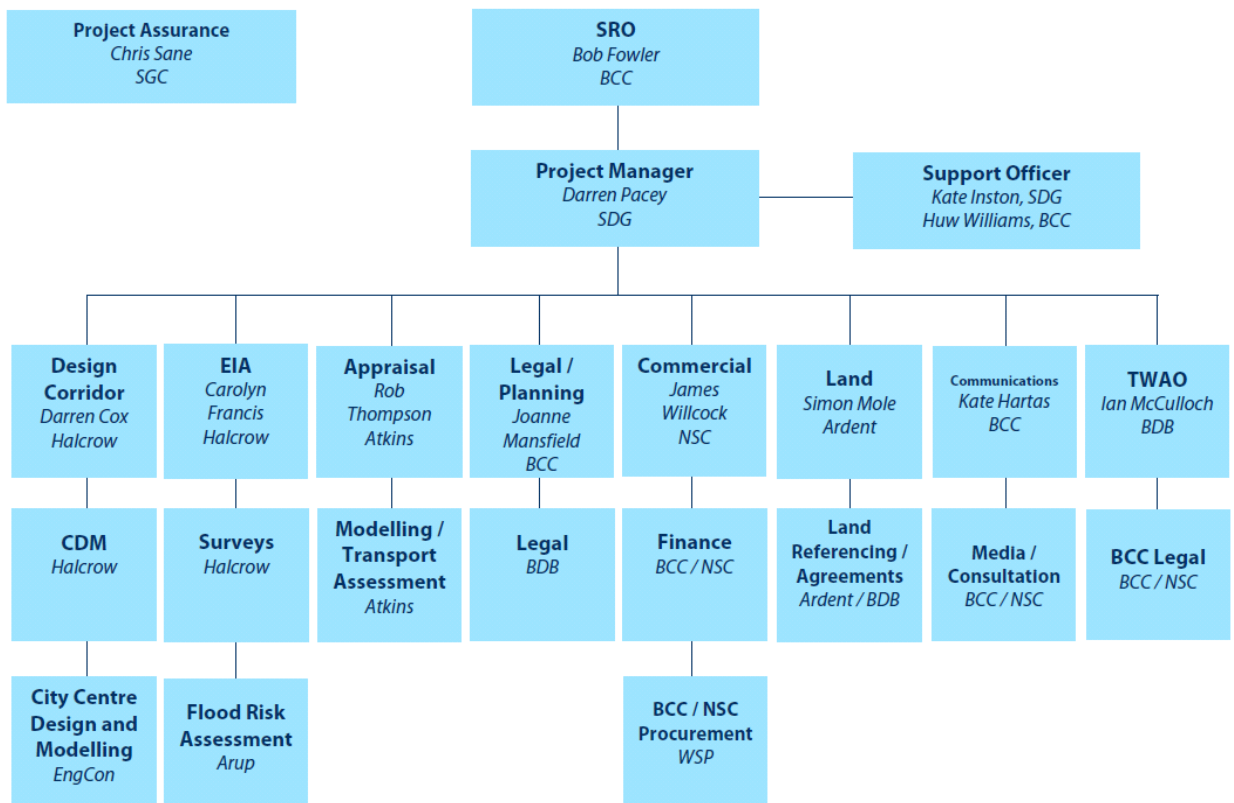 Project Assurance
Chris Sane
SGC
SRO
Bob Fowler
BCC
Project Manager
Darren Pacey
SDG
Support Officer
Kate Inston, SDG
Huw Williams, BCC
Design
Corridor
Darren Cox
Halcrow
EIA
Carolyn
Francis
Halcrow
Appraisal
Rob
Thompson
Atkins
Legal /
Planning
Joanne
Mansfield
BCC
Commercial
James
Willcock
NSC
Land
Simon Mole
Ardent
Communications
Kate Hartas
BCC
TWAO
Ian McCulloch
BDB
CDM
Halcrow
Surveys
Halcrow
Modelling /
Transport
Assessment
Atkins
Legal
BDB
Finance
BCC / NSC
Land
Referencing /
Agreements
Ardent / BDB
Media /
Consultation
BCC / NSC
BCC Legal
BCC / NSC
City Centre
Design and
Modelling
EngCon
Flood Risk
Assessment
Arup
BCC / NSC
Procurement
WSP